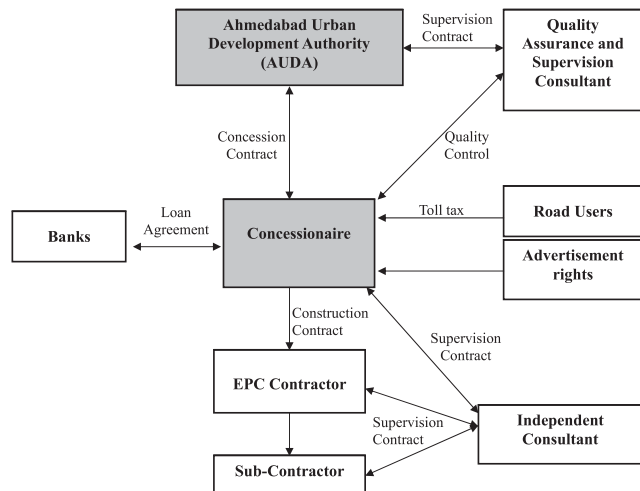 Ahmedabad Urban
Development Authority
(AUDA)
Supervision
Contract
Quality
Assurance and
Supervision
Consultant
Concession
Contract
Quality
Control
Banks
Loan
Agreement
Concessionaire
Toll tax
Road Users
Advertisement
rights
Construction
Contract
Supervision
Contract
EPC Contractor
Supervision
Contract
Independent
Consultant
Sub-Contractor